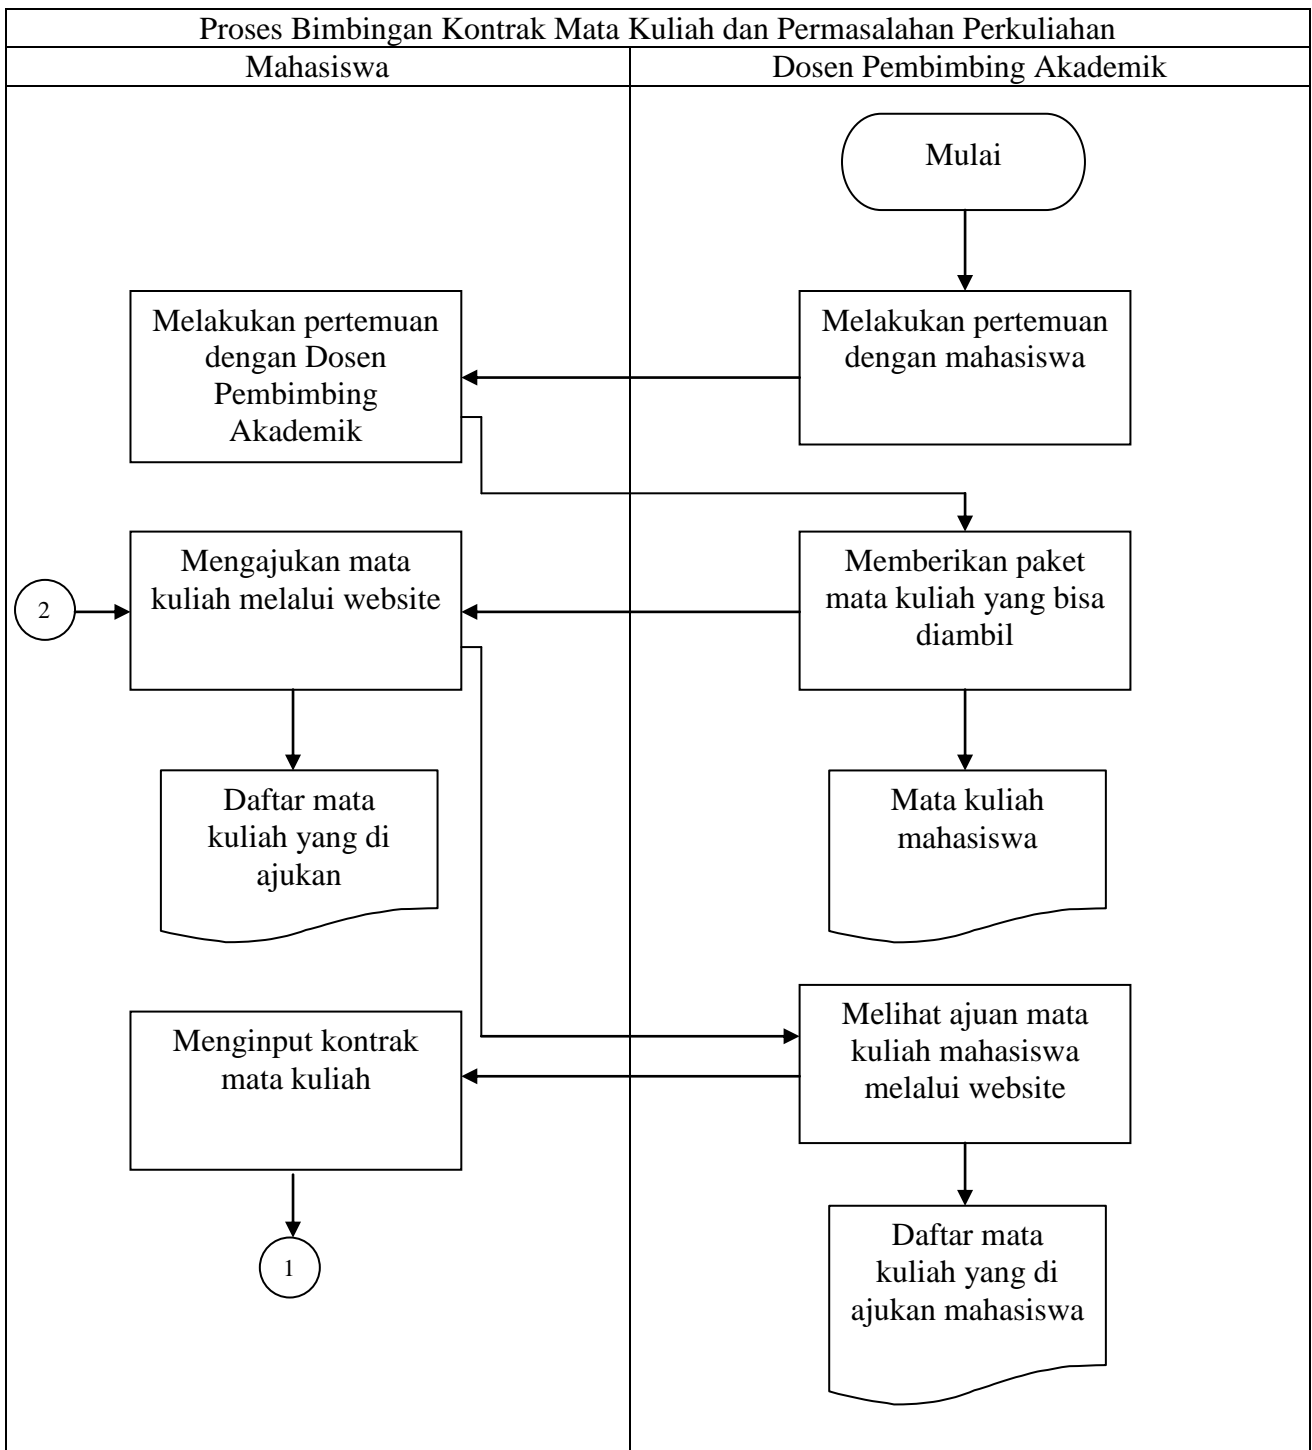 Proses Bimbingan Kontrak Mata Kuliah dan Permasalahan Perkuliahan
Mahasiswa
Dosen Pembimbing Akademik
Mulai
Melakukan pertemuan
dengan Dosen
Pembimbing
Akademik
Melakukan pertemuan
dengan mahasiswa
2
Mengajukan mata
kuliah melalui website
Memberikan paket
mata kuliah yang bisa
diambil
Daftar mata
kuliah yang di
ajukan
Mata kuliah
mahasiswa
Menginput kontrak
mata kuliah
Melihat ajuan mata
kuliah mahasiswa
melalui website
1
Daftar mata
kuliah yang di
ajukan mahasiswa